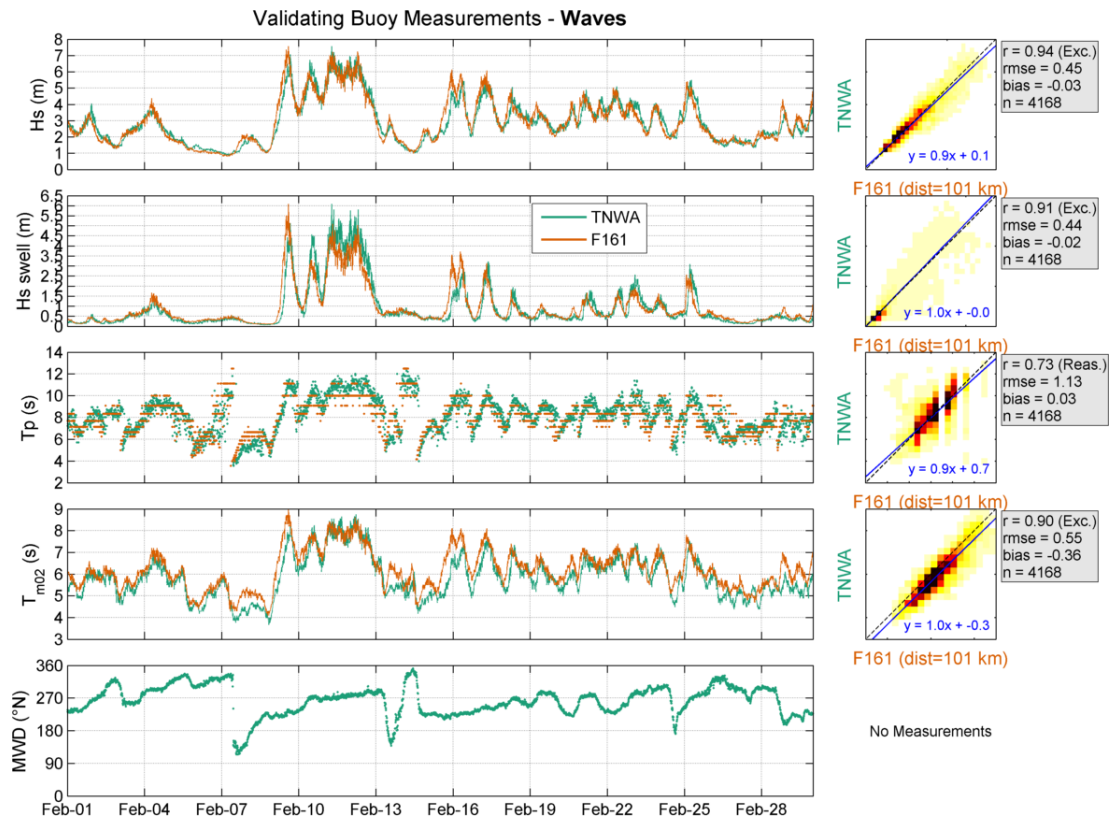 Validating Buoy Measurements - Waves
8
7
6
5
4
3
2
1
0
Hs (m)
TNWA
r = 0.94 (Exc.)
rmse = 0.45
bias = -0.03
n = 4168
y = 0.9x + 0.1
F161 (dist=101 km)
6.5
5.5
4.5
3.5
2.5
1.5
0.5
Hs swell (m)
TNWA
F161
TNWA
r = 0.91 (Exc.)
rmse = 0.44
bias = -0.02
n = 4168
y = 1.0x + -0.0
F161 (dist=101 km)
14
12
10
8
6
4
2
Tp (s)
TNWA
r = 0.73 (Reas.)
rmse = 1.13
bias = 0.03
n = 4168
y = 0.9x + 0.7
F161 (dist=101 km)
9
8
7
6
5
4
3
Tm02 (s)
TNWA
r = 0.90 (Exc.)
rmse = 0.55
bias = -0.36
n = 4168
y = 1.0x + -0.3
F161 (dist=101 km)
360
270
180
90
0
MWD (°N)
No Measurements
Feb-01 Feb-04 Feb-07 Feb-10 Feb-13 Feb-16 Feb-19 Feb-22 Feb-25 Feb-28